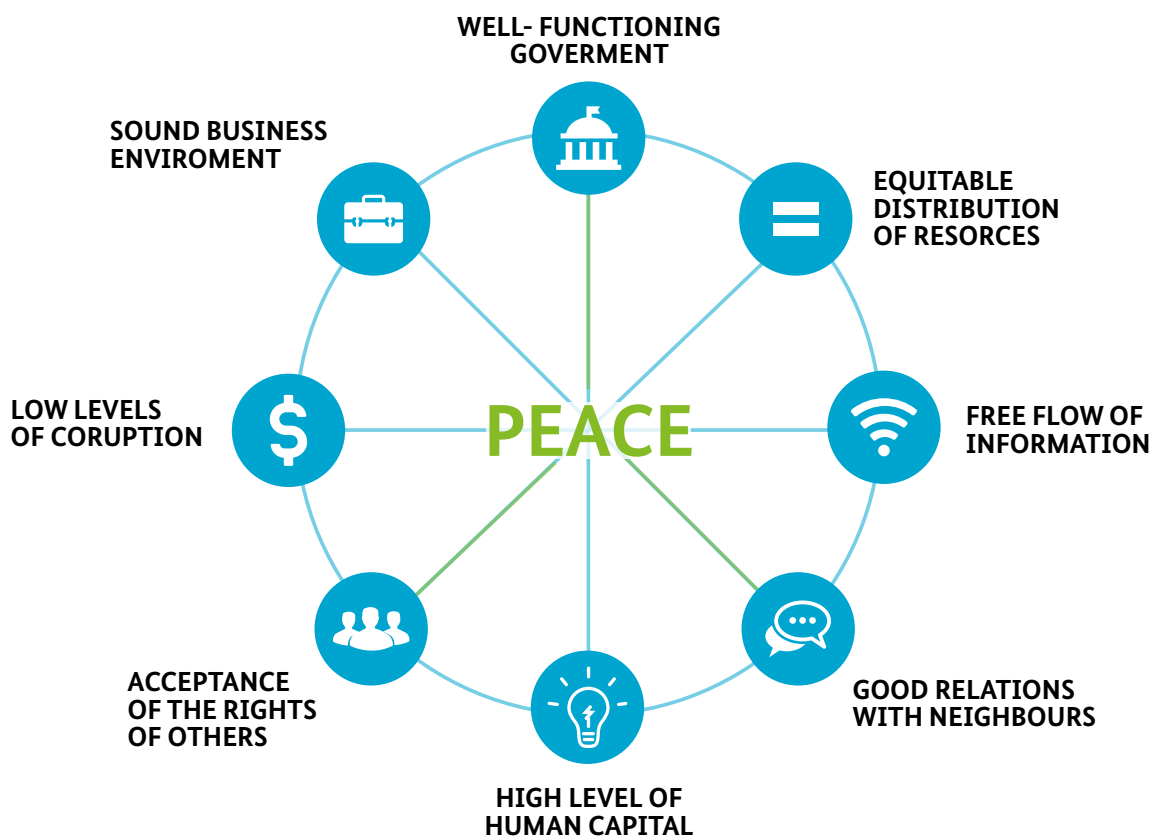 WELL- FUNCTIONING
GOVERMENT
SOUND BUSINESS
ENVIROMENT
EQUITABLE
DISTRIBUTION
OF RESORCES
LOW LEVELS
OF CORUPTION
PEACE
FREE FLOW OF
INFORMATION
ACCEPTANCE
OF THE RIGHTS
OF OTHERS
GOOD RELATIONS
WITH NEIGHBOURS
HIGH LEVEL OF
HUMAN CAPITAL